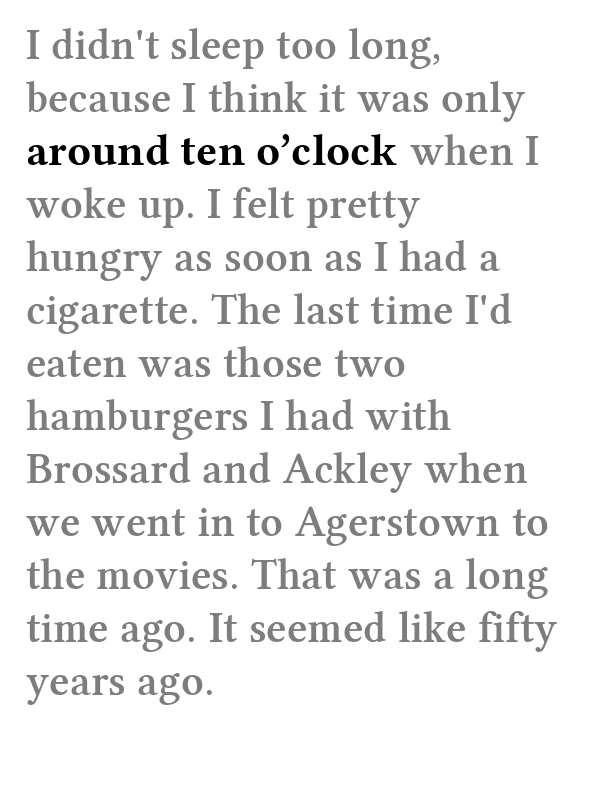 I didn't sleep too long,
because I think it was only
around ten o’clock when I
woke up. I felt pretty
hungry as soon as I had a
cigarette. The last time I'd
eaten was those two
hamburgers I had with
Brossard and Ackley when
we went in to Agerstown to
the movies. That was a long
time ago. It seemed like fifty
years ago.